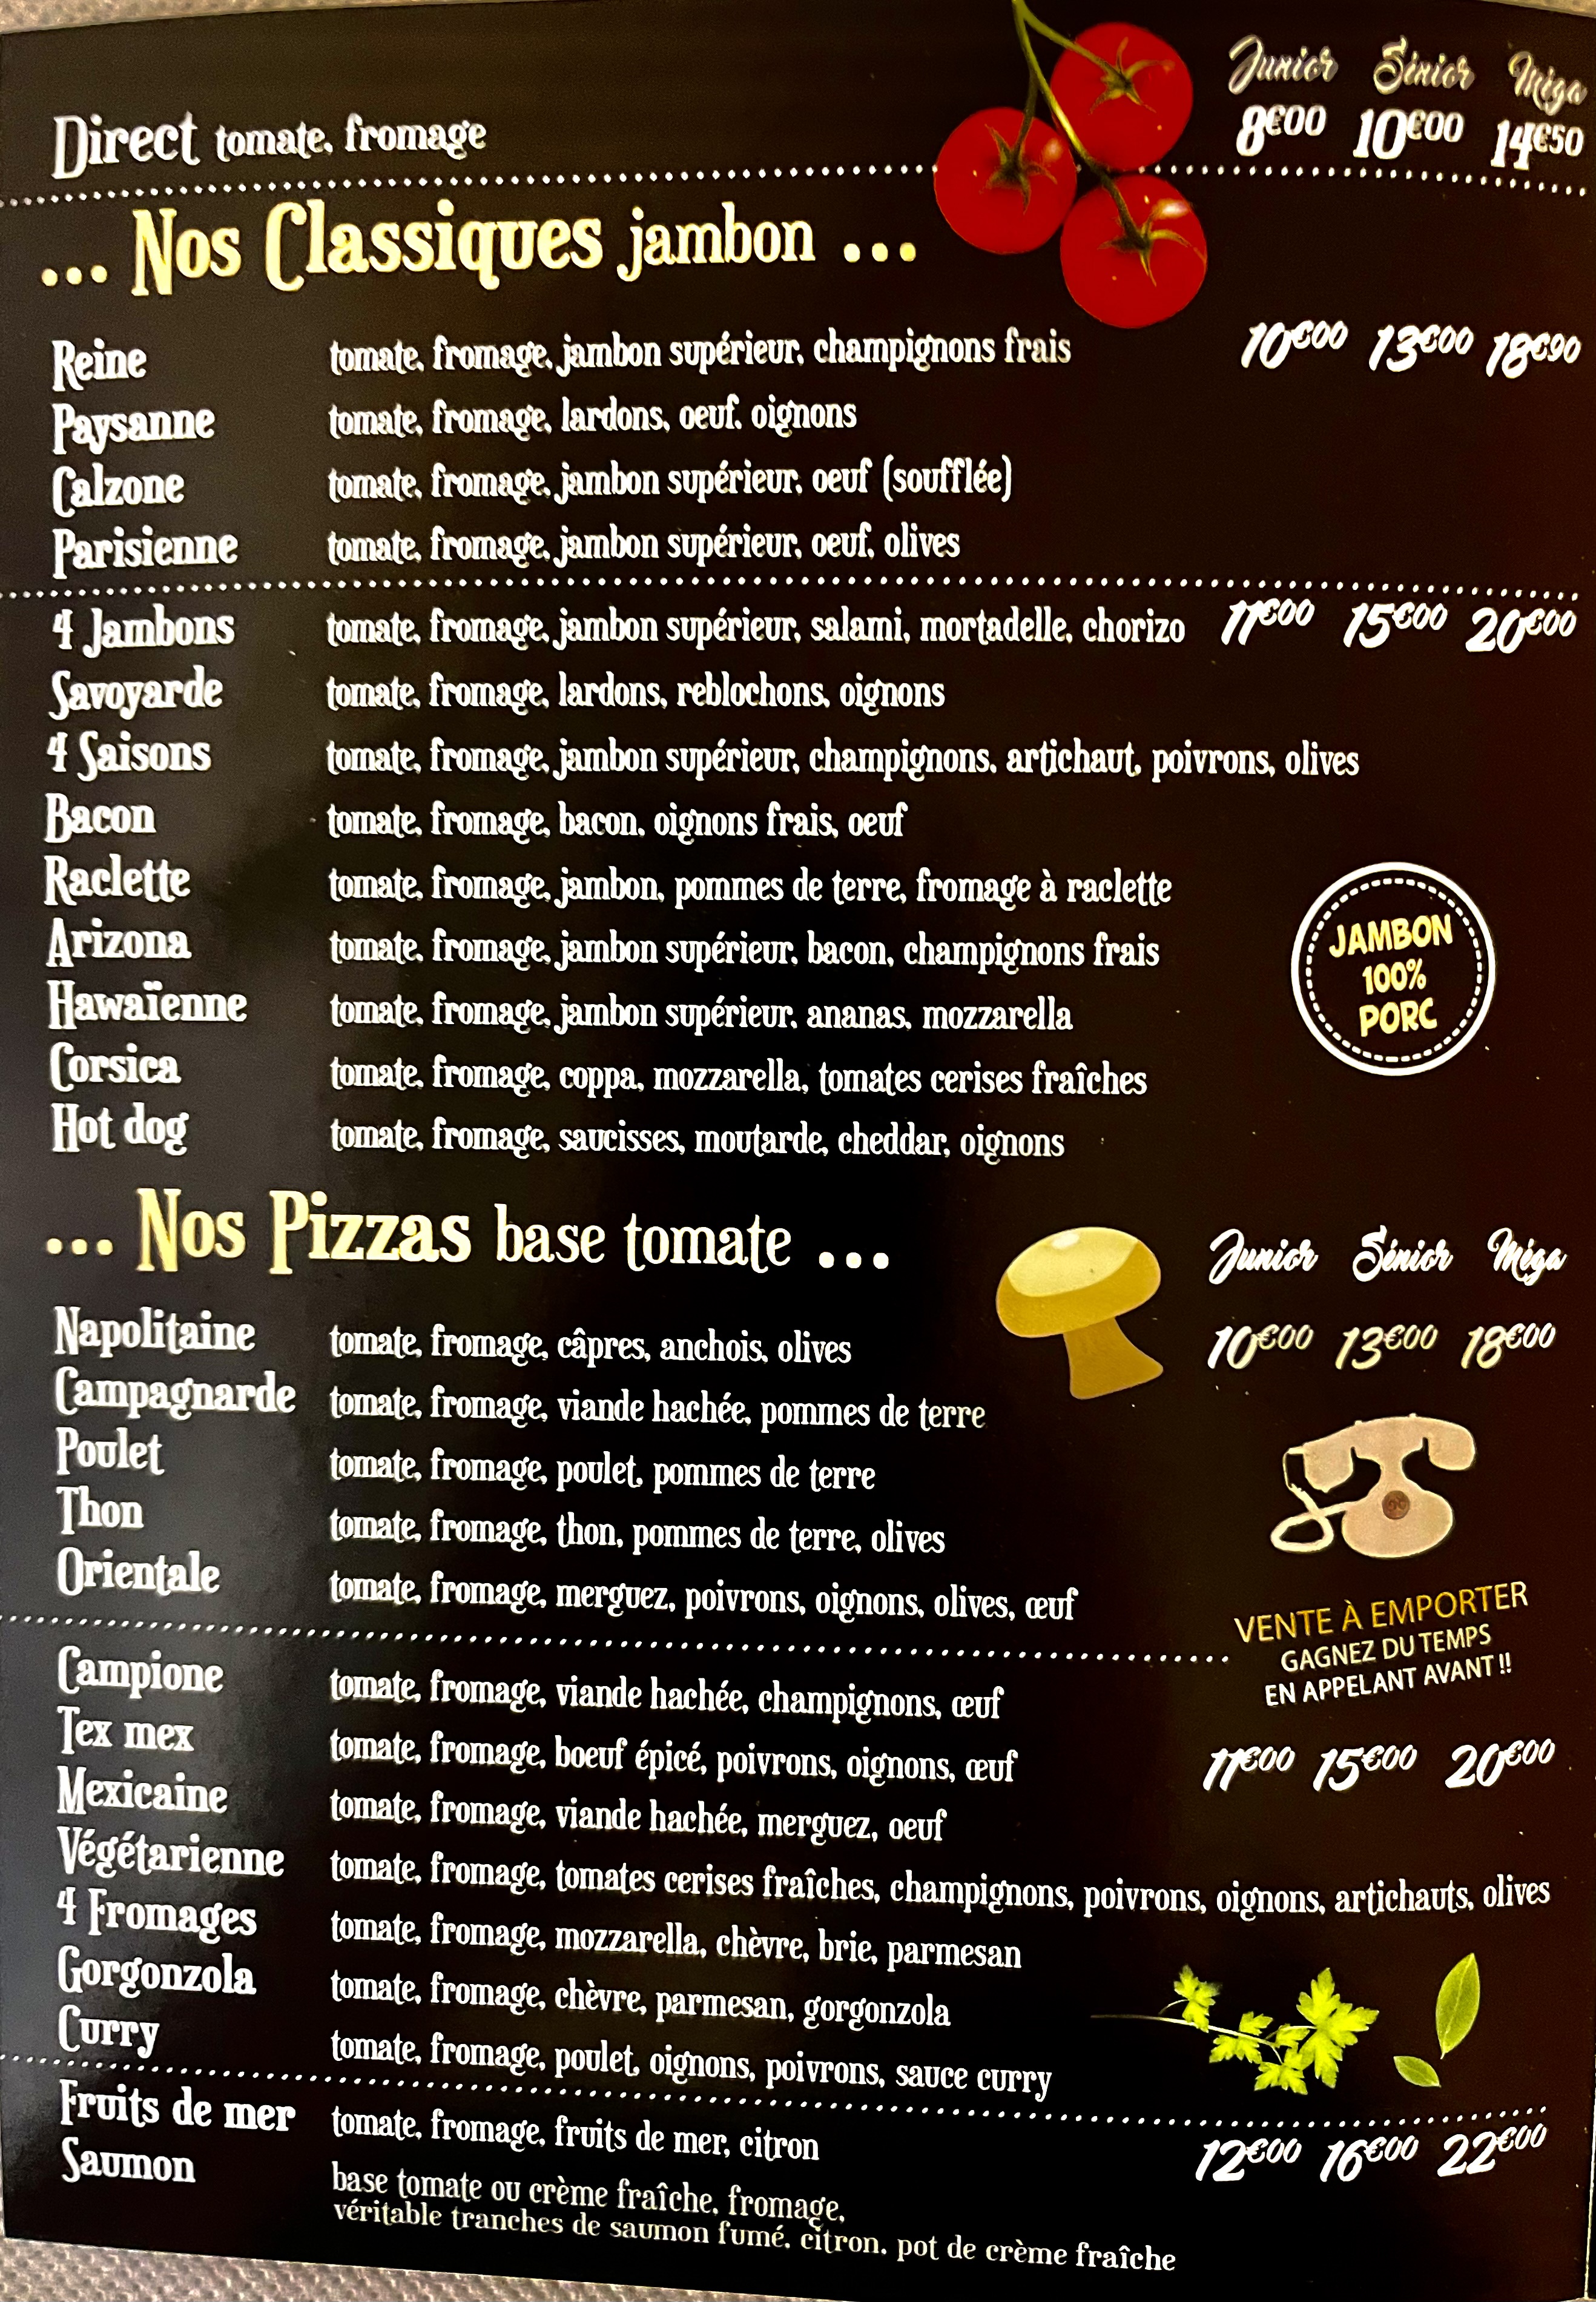 Junior Sénior Méga
Direct tomate, fromage 8€00 10€00 14€50
... Nos Classiques jambon ...
Reine tomate, fromage, jambon supérieur, champignons frais 10€00 13€00 18€90
Paysanne tomate, fromage, lardons, oeuf, oignons
Calzone tomate, fromage, jambon supérieur, oeuf (soufflée)
Parisienne tomate, fromage, jambon supérieur, oeuf, olives
4 Jambons tomate, fromage, jambon supérieur, salami, mortadelle, chorizo 11€00 15€00 20€00
Savoyarde tomate, fromage, lardons, reblochons, oignons
4 Saisons tomate, fromage, jambon supérieur, champignons, artichaut, poivrons, olives
Bacon tomate, fromage, bacon, oignons frais, oeuf
Raclette tomate, fromage, jambon, pommes de terre, fromage à raclette
Arizona tomate, fromage, jambon supérieur, bacon, champignons frais
Hawaïenne tomate, fromage, jambon supérieur, ananas, mozzarella
Corsica tomate, fromage, coppa, mozzarella, tomates cerises fraîches
Hot dog tomate, fromage, saucisses, moutarde, cheddar, oignons
JAMBON
100%
PORC
... Nos Pizzas base tomate ...
Junior Sénior Méga
Napolitaine tomate, fromage, câpres, anchois, olives 10€00 13€00 18€00
Campagnarde tomate, fromage, viande hachée, pommes de terre
Poulet tomate, fromage, poulet, pommes de terre
Thon tomate, fromage, thon, pommes de terre, olives
Orientale tomate, fromage, merguez, poivrons, oignons, olives, œuf
VENTE À EMPORTER
GAGNEZ DU TEMPS
EN APPELANT AVANT !!
Campione tomate, fromage, viande hachée, champignons, œuf
Tex mex tomate, fromage, boeuf épicé, poivrons, oignons, œuf 11€00 15€00 20€00
Mexicaine tomate, fromage, viande hachée, merguez, oeuf
Végétarienne tomate, fromage, tomates cerises fraîches, champignons, poivrons, oignons, artichauts, olives
4 Fromages tomate, fromage, mozzarella, chèvre, brie, parmesan
Gorgonzola tomate, fromage, chèvre, parmesan, gorgonzola
Curry tomate, fromage, poulet, oignons, poivrons, sauce curry
Fruits de mer tomate, fromage, fruits de mer, citron 12€00 16€00 22€00
Saumon base tomate ou crème fraîche, fromage,
véritable tranches de saumon fumé, citron, pot de crème fraîche